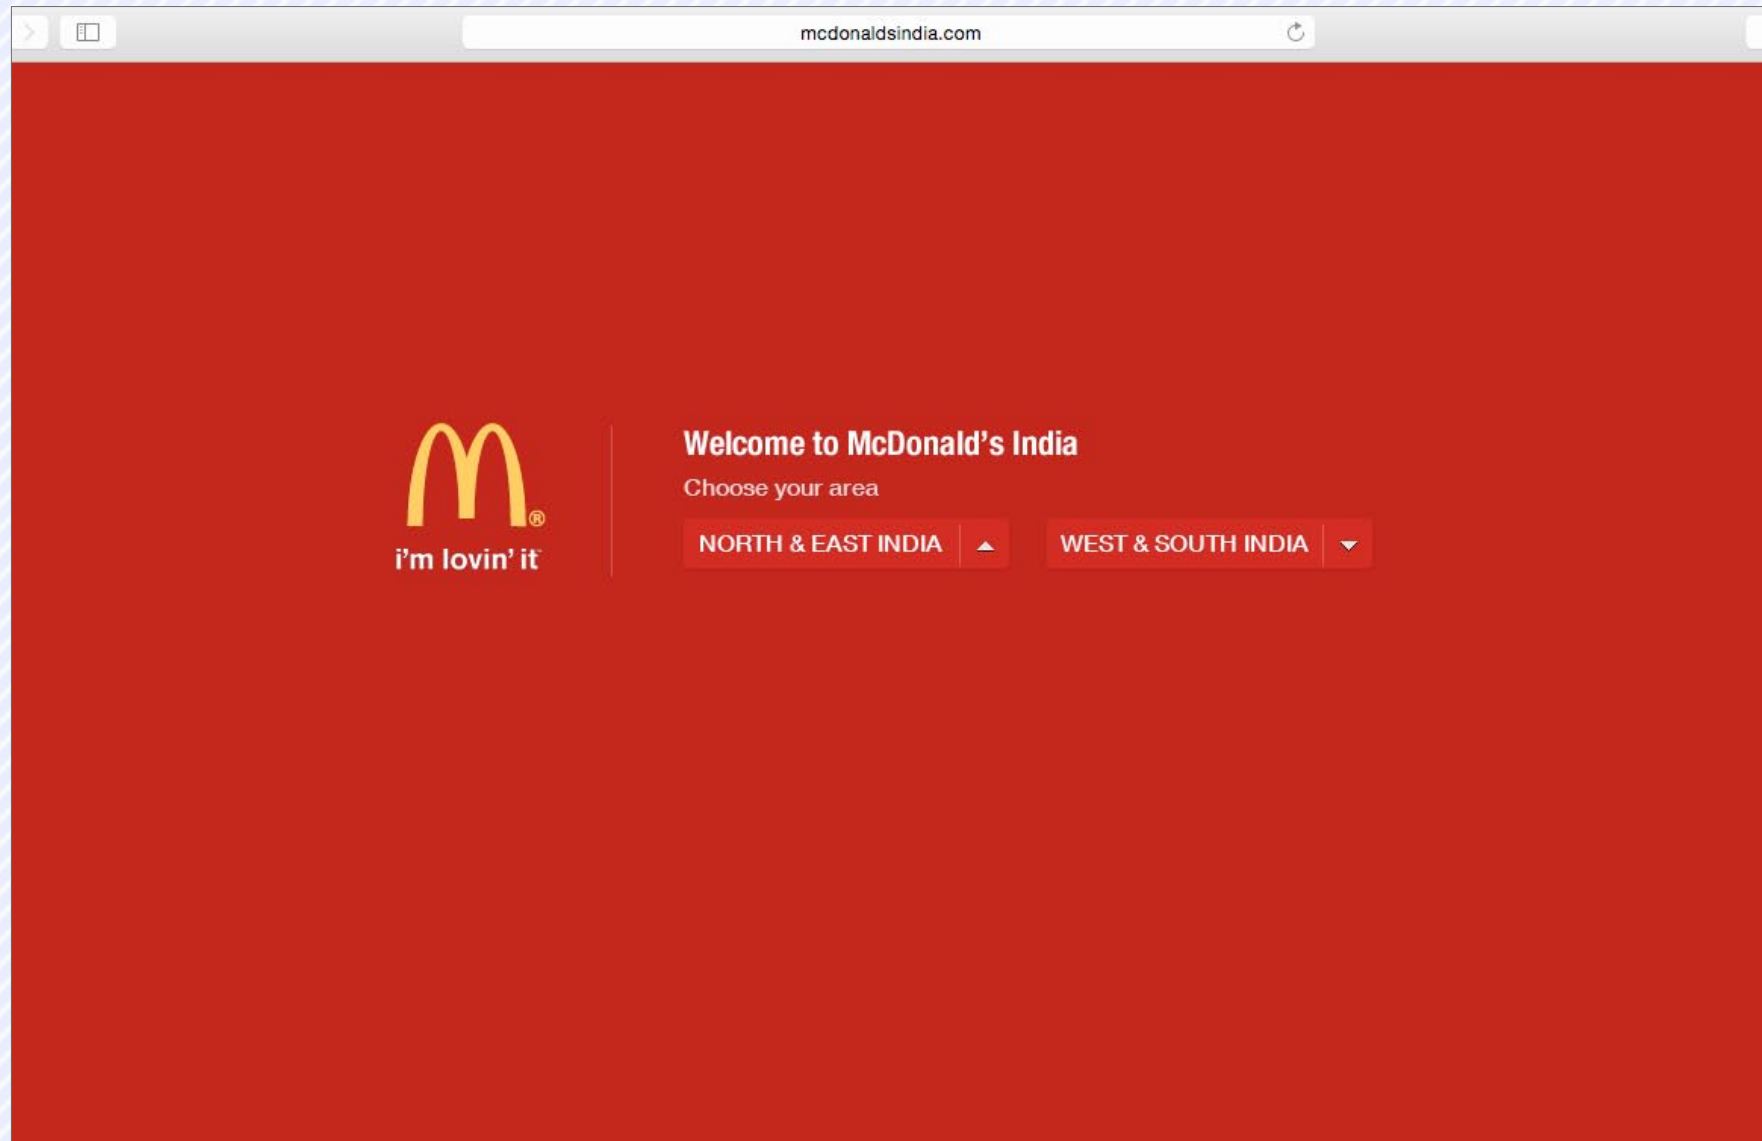 mcdonaldsindia.com
Welcome to McDonald's India
Choose your area
NORTH & EAST INDIA
WEST & SOUTH INDIA
M®
i'm lovin' it